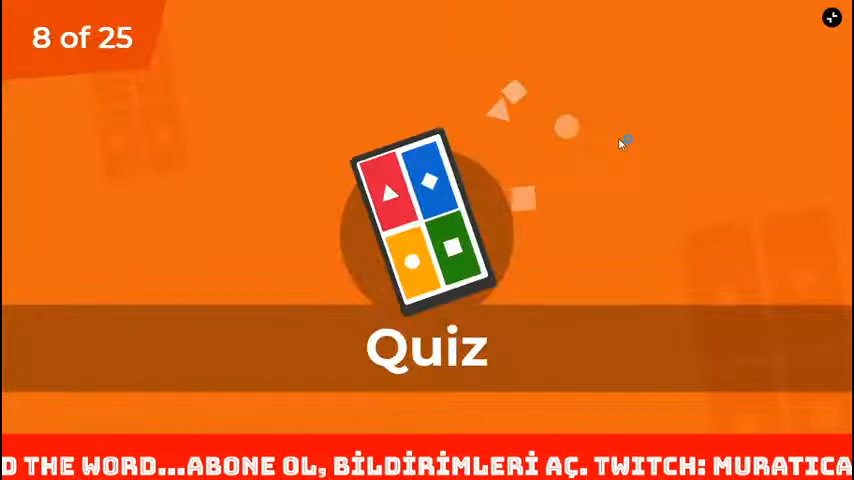 8 of 25
Quiz
D THE WORD...ABONE OL, BİLDİRİMLERİ AÇ. TWITCH: MURATICA